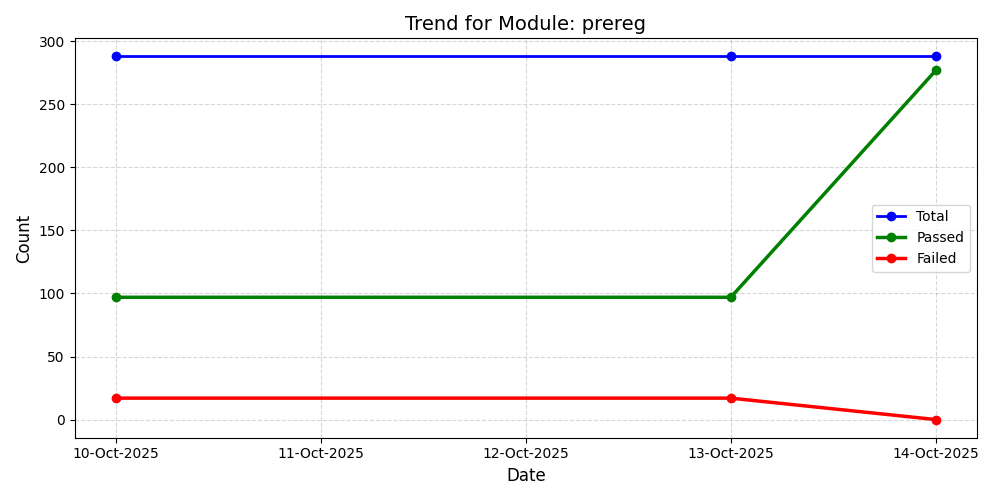 Trend for Module: prereg
300
250
200
150
100
50
0
Count
Total
Passed
Failed
10-Oct-2025
11-Oct-2025
12-Oct-2025
13-Oct-2025
14-Oct-2025
Date